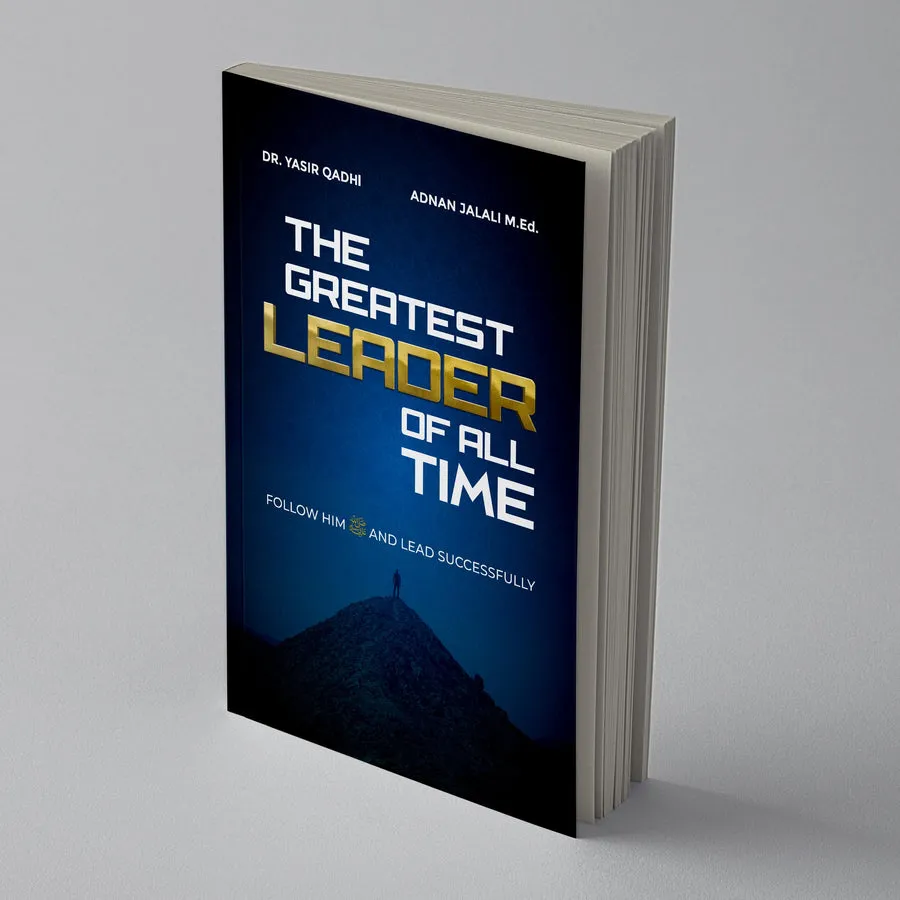 DR. YASIR QADHI
ADNAN JALALI M.Ed.
THE
GREATEST
LEADER
OF ALL
TIME
FOLLOW HIM ﷺ AND LEAD SUCCESSFULLY